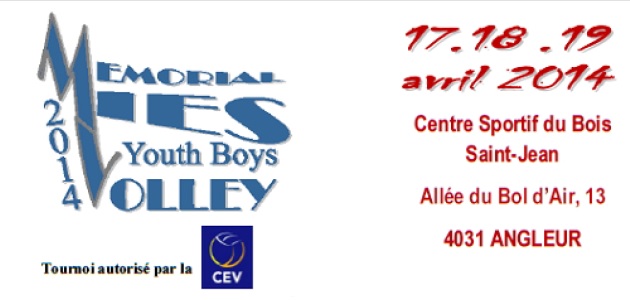 MEMORIAL
MIES
2014
Youth Boys
VOLLEY
Tournoi autorisé par la
CEV
17.18.19
avril 2014
Centre Sportif du Bois
Saint-Jean
Allée du Bol d'Air, 13
4031 ANGLEUR